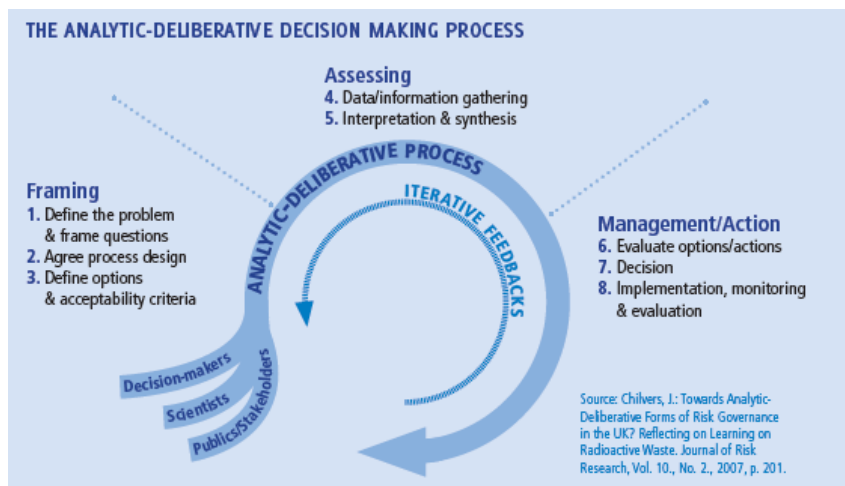 THE ANALYTIC-DELIBERATIVE DECISION MAKING PROCESS
Assessing
4. Data/information gathering
5. Interpretation & synthesis
ANALYTIC-DELIBERATIVE PROCESS
ITERATIVE FEEDBACKS
Framing
1. Define the problem
& frame questions
2. Agree process design
3. Define options
& acceptability criteria
Management/Action
6. Evaluate options/actions
7. Decision
8. Implementation, monitoring
& evaluation
Decision-makers
Scientists
Publics/Stakeholders
Source: Chilvers, J.: Towards Analytic-
Deliberative Forms of Risk Governance
in the UK? Reflecting on Learning on
Radioactive Waste. Journal of Risk
Research, Vol. 10., No. 2., 2007, p. 201.